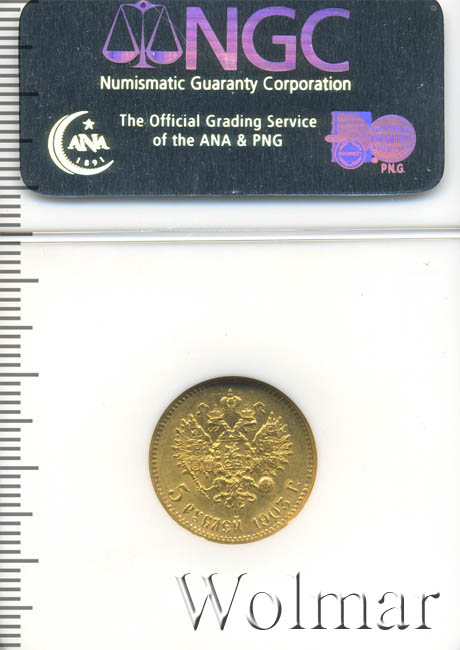 NGC
Numismatic Guaranty Corporation
The Official Grading Service
of the ANA & PNG
ANA
1891
P.N.G.
5 РУБЛЕЙ 1903 Г.
Wolmar